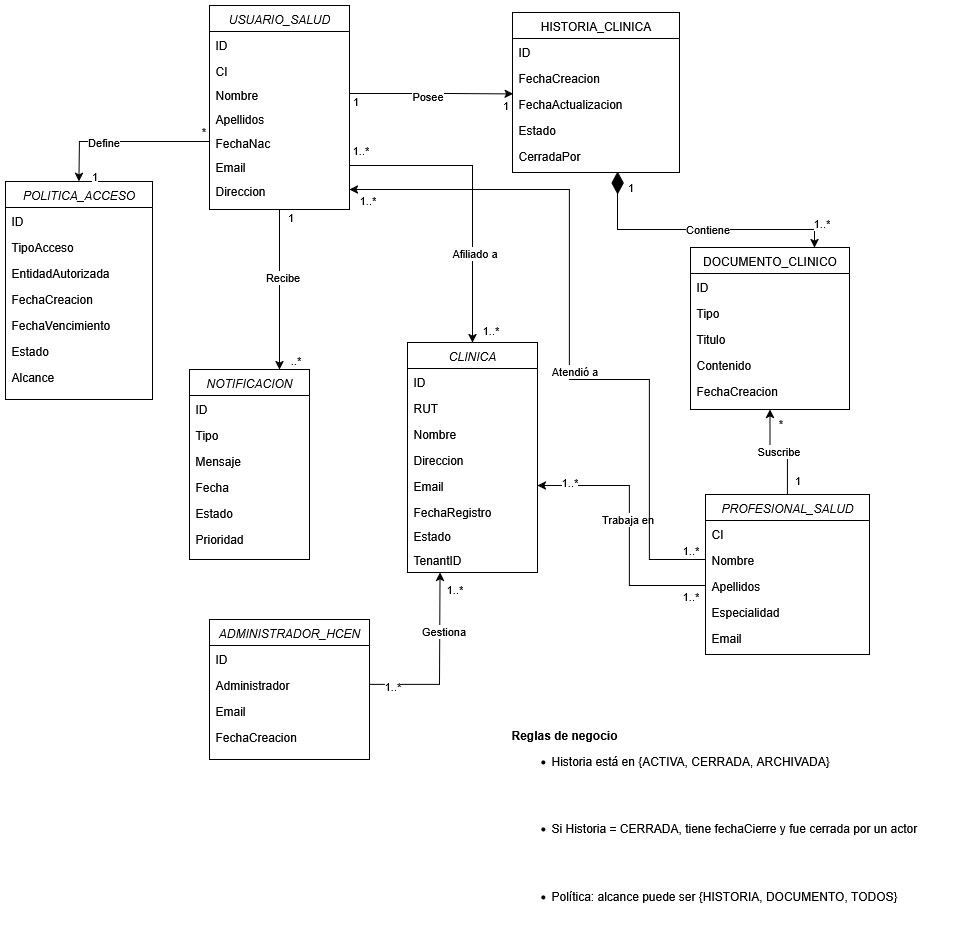 USUARIO_SALUD
ID
CI
Nombre
Apellidos
FechaNac
Email
Direccion
HISTORIA_CLINICA
ID
FechaCreacion
FechaActualizacion
Estado
CerradaPor
1
Posee
1
*
Define
1
1..*
1..*
1
Recibe
..*
Afiliado a
1..*
1
Contiene
1..*
POLITICA_ACCESO
ID
TipoAcceso
EntidadAutorizada
FechaCreacion
FechaVencimiento
Estado
Alcance
DOCUMENTO_CLINICO
ID
Tipo
Titulo
Contenido
FechaCreacion
NOTIFICACION
ID
Tipo
Mensaje
Fecha
Estado
Prioridad
CLINICA
ID
RUT
Nombre
Direccion
Email
FechaRegistro
Estado
TenantID
Atendió a
*
Suscribe
1
1..*
Trabaja en
1..*
1..*
PROFESIONAL_SALUD
CI
Nombre
Apellidos
Especialidad
Email
1..*
Gestiona
1..*
ADMINISTRADOR_HCEN
ID
Administrador
Email
FechaCreacion
Reglas de negocio
• Historia está en {ACTIVA, CERRADA, ARCHIVADA}
• Si Historia = CERRADA, tiene fechaCierre y fue cerrada por un actor
• Política: alcance puede ser {HISTORIA, DOCUMENTO, TODOS}